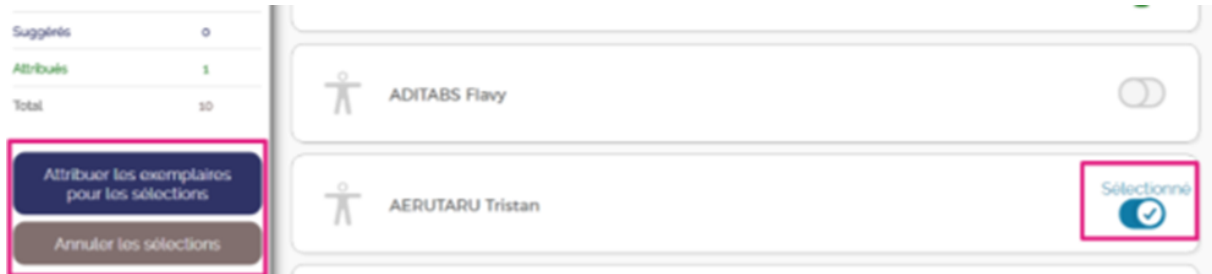 Suggérés 0
Attribués 1
Total 10
Attribuer les exemplaires
pour les sélections
Annuler les sélections
ADITABS Flavy
AERUTARU Tristan
Sélectionné